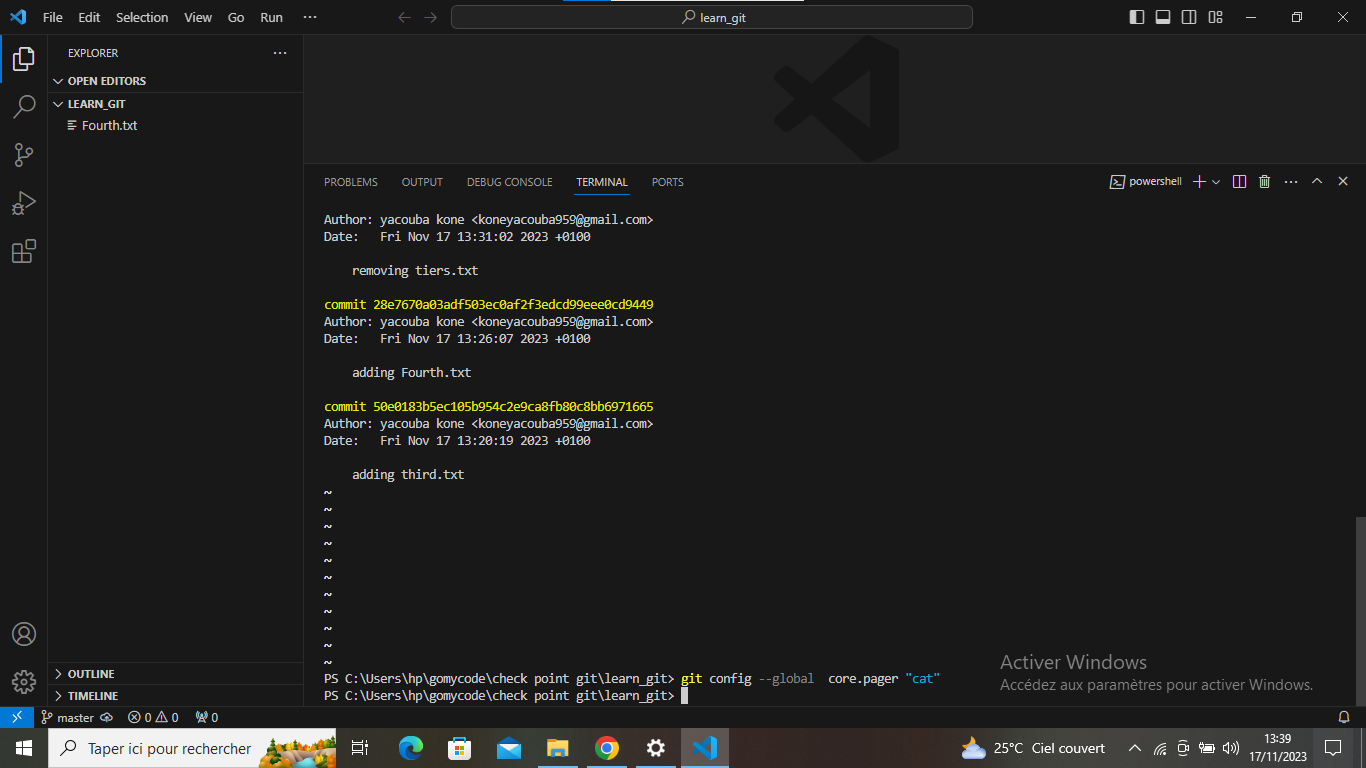 File Edit Selection View Go Run ···
learn_git
EXPLORER ···
OPEN EDITORS
LEARN_GIT
Fourth.txt
PROBLEMS OUTPUT DEBUG CONSOLE TERMINAL PORTS
powershell
Author: yacouba kone <koneyacouba959@gmail.com>
Date:   Fri Nov 17 13:31:02 2023 +0100
removing tiers.txt
commit 28e7670a03adf503ec0af2f3edcd99eee0cd9449
Author: yacouba kone <koneyacouba959@gmail.com>
Date:   Fri Nov 17 13:26:07 2023 +0100
adding Fourth.txt
commit 50e0183b5ec105b954c2e9ca8fb80c8bb6971665
Author: yacouba kone <koneyacouba959@gmail.com>
Date:   Fri Nov 17 13:20:19 2023 +0100
adding third.txt
~
~
~
~
~
~
~
~
~
~
~
PS C:\Users\hp\gomycode\check point git\learn_git> git config --global  core.pager "cat"
PS C:\Users\hp\gomycode\check point git\learn_git>
OUTLINE
TIMELINE
Activer Windows
Accédez aux paramètres pour activer Windows.
master 0 0 0
Taper ici pour rechercher
25°C Ciel couvert
13:39
17/11/2023